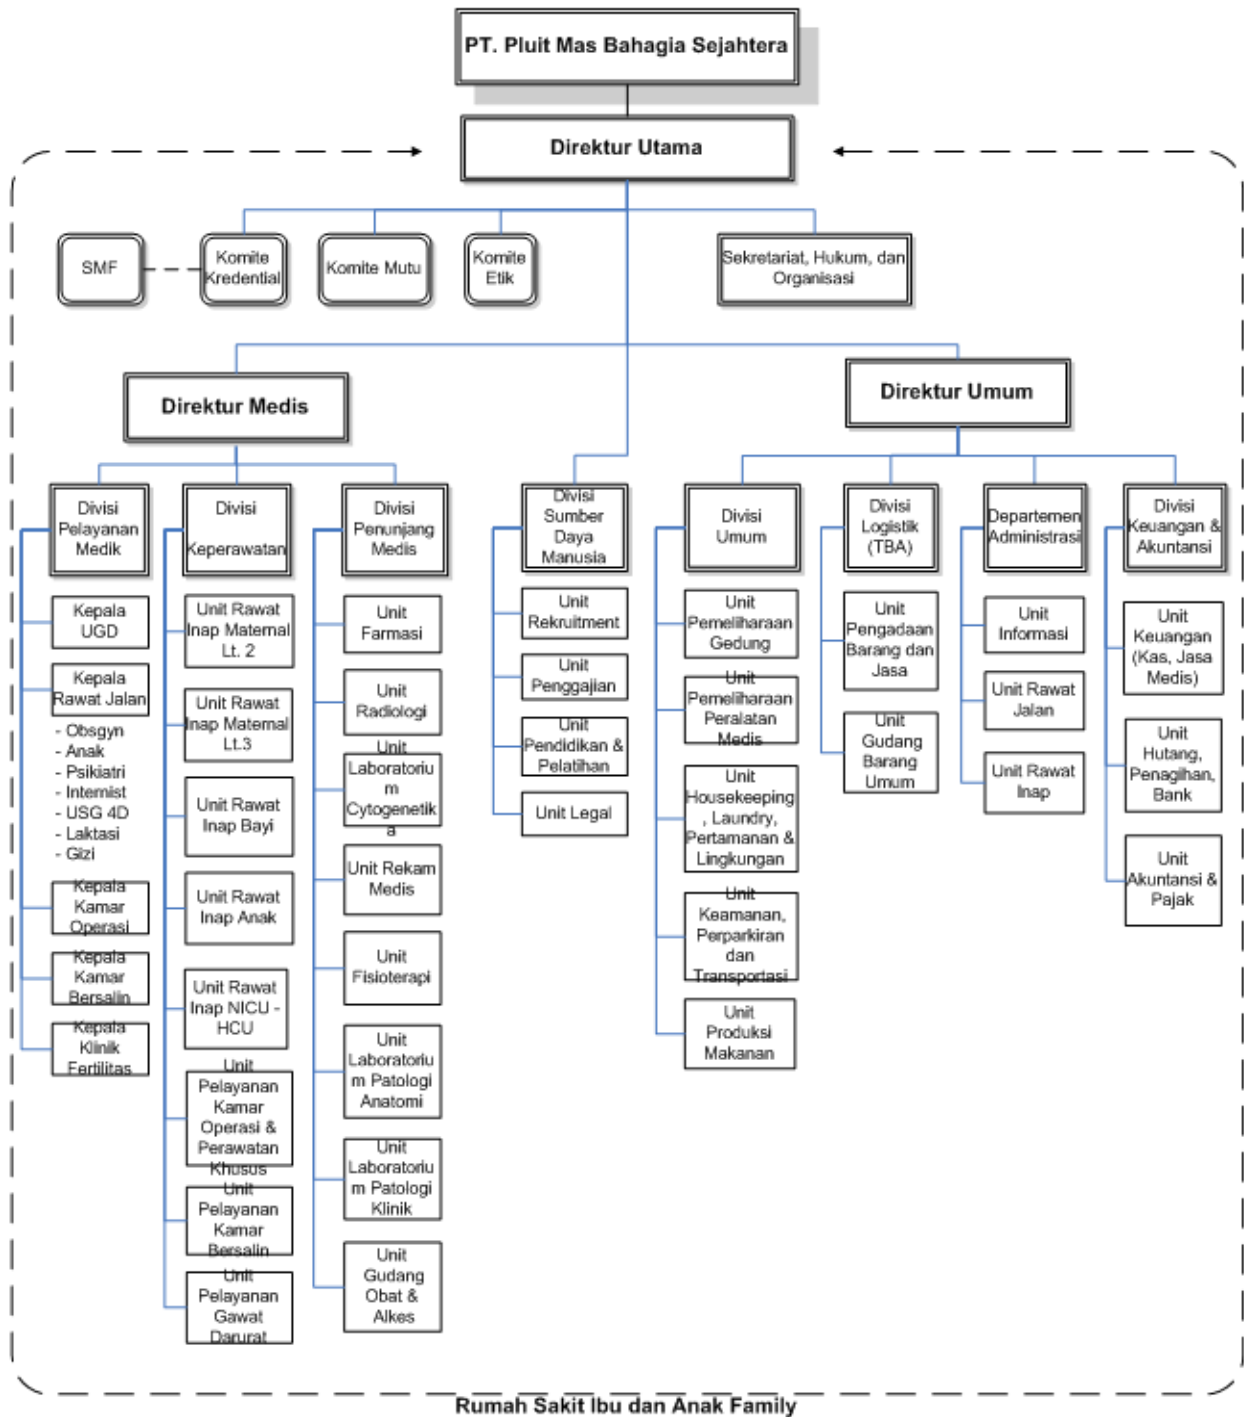 PT. Pluit Mas Bahagia Sejahtera
Direktur Utama
SMF
Komite
Kredential
Komite Mutu
Komite
Etik
Sekretariat, Hukum, dan
Organisasi
Direktur Medis
Direktur Umum
Divisi
Pelayanan
Medik
Kepala
UGD
Kepala
Rawat Jalan
- Obsgyn
- Anak
- Psikiatri
- Internist
- USG 4D
- Laktasi
- Gizi
Kepala
Kamar
Operasi
Kepala
Kamar
Bersalin
Kepala
Klinik
Fertilitas
Divisi
Keperawatan
Unit Rawat
Inap Maternal
Lt. 2
Unit Rawat
Inap Maternal
Lt.3
Unit Rawat
Inap Bayi
Unit Rawat
Inap Anak
Unit Rawat
Inap NICU -
HCU
Unit
Pelayanan
Kamar
Operasi &
Perawatan
Khusus
Unit
Pelayanan
Kamar
Bersalin
Unit
Pelayanan
Gawat
Darurat
Divisi
Penunjang
Medis
Unit
Farmasi
Unit
Radiologi
Unit
Laboratoriu
m
Cytogenetik
a
Unit Rekam
Medis
Unit
Fisioterapi
Unit
Laboratoriu
m Patologi
Anatomi
Unit
Laboratoriu
m Patologi
Klinik
Unit
Gudang
Obat &
Alkes
Divisi
Sumber
Daya
Manusia
Unit
Rekruitment
Unit
Penggajian
Unit
Pendidikan &
Pelatihan
Unit Legal
Divisi
Umum
Unit
Pemeliharaan
Gedung
Unit
Pemeliharaan
Peralatan
Medis
Unit
Housekeeping
, Laundry,
Pertamanan &
Lingkungan
Unit
Keamanan,
Perparkiran
dan
Transportasi
Unit
Produksi
Makanan
Divisi
Logistik
(TBA)
Unit
Pengadaan
Barang dan
Jasa
Unit
Gudang
Barang
Umum
Departemen
Administrasi
Unit
Informasi
Unit Rawat
Jalan
Unit Rawat
Inap
Divisi
Keuangan &
Akuntansi
Unit
Keuangan
(Kas, Jasa
Medis)
Unit
Hutang,
Penagihan,
Bank
Unit
Akuntansi &
Pajak
Rumah Sakit Ibu dan Anak Family